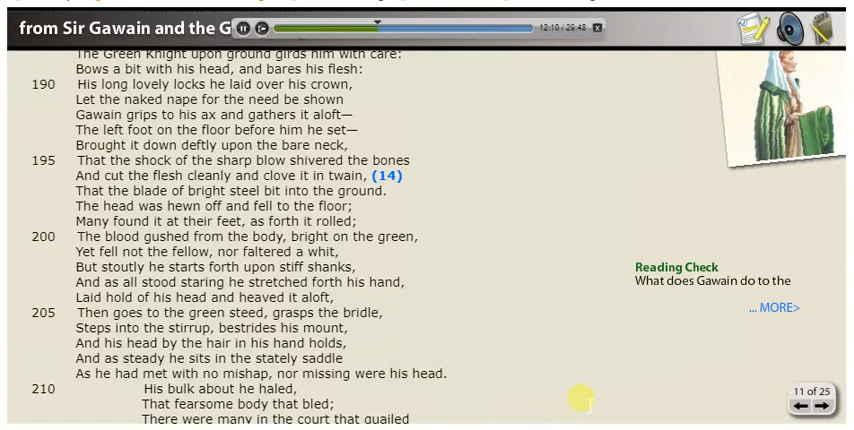 from Sir Gawain and the G
12:10 / 29:48 x
The Green Knight upon ground girds him with care:
Bows a bit with his head, and bares his flesh:
190 His long lovely locks he laid over his crown,
Let the naked nape for the need be shown
Gawain grips to his ax and gathers it aloft—
The left foot on the floor before him he set—
Brought it down deftly upon the bare neck,
195 That the shock of the sharp blow shivered the bones
And cut the flesh cleanly and clove it in twain, (14)
That the blade of bright steel bit into the ground.
The head was hewn off and fell to the floor;
Many found it at their feet, as forth it rolled;
200 The blood gushed from the body, bright on the green,
Yet fell not the fellow, nor faltered a whit,
But stoutly he starts forth upon stiff shanks,
And as all stood staring he stretched forth his hand,
Laid hold of his head and heaved it aloft,
205 Then goes to the green steed, grasps the bridle,
Steps into the stirrup, bestrides his mount,
And his head by the hair in his hand holds,
And as steady he sits in the stately saddle
As he had met with no mishap, nor missing were his head.
210 His bulk about he haled,
That fearsome body that bled;
There were many in the court that quailed
Reading Check
What does Gawain do to the
... MORE>
11 of 25